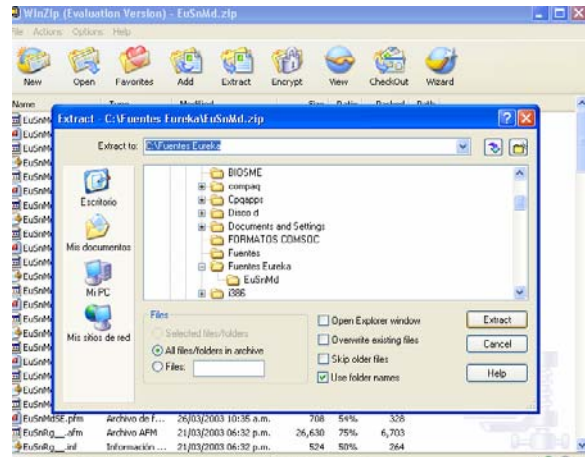 WinZip (Evaluation Version) - EuSnMd.zip
File Actions Options Help
New Open Favorites Add Extract Encrypt View CheckOut Wizard
Name
Extract - C:\Fuentes Eureka\EuSnMd.zip
Extract to: C:\Fuentes Eureka
Escritorio
Mis documentos
Mi PC
Mis sitios de red
BIOSME
compaq
Cpqapps
Disco d
Documents and Settings
FORMATOS COMSOC
Fuentes
Fuentes Eureka
EuSnMd
i386
Files
Selected files/folders
All files/folders in archive
Files:
Open Explorer window
Overwrite existing files
Skip older files
Use folder names
Extract
Cancel
Help
EuSnMdSE.pfm Archivo de f... 26/03/2003 10:35 a.m. 708 54% 328
EuSnRg__.afm Archivo AFM 21/03/2003 06:32 p.m. 26,630 75% 6,703
EuSnRg__.inf Información ... 21/03/2003 06:32 p.m. 524 50% 264